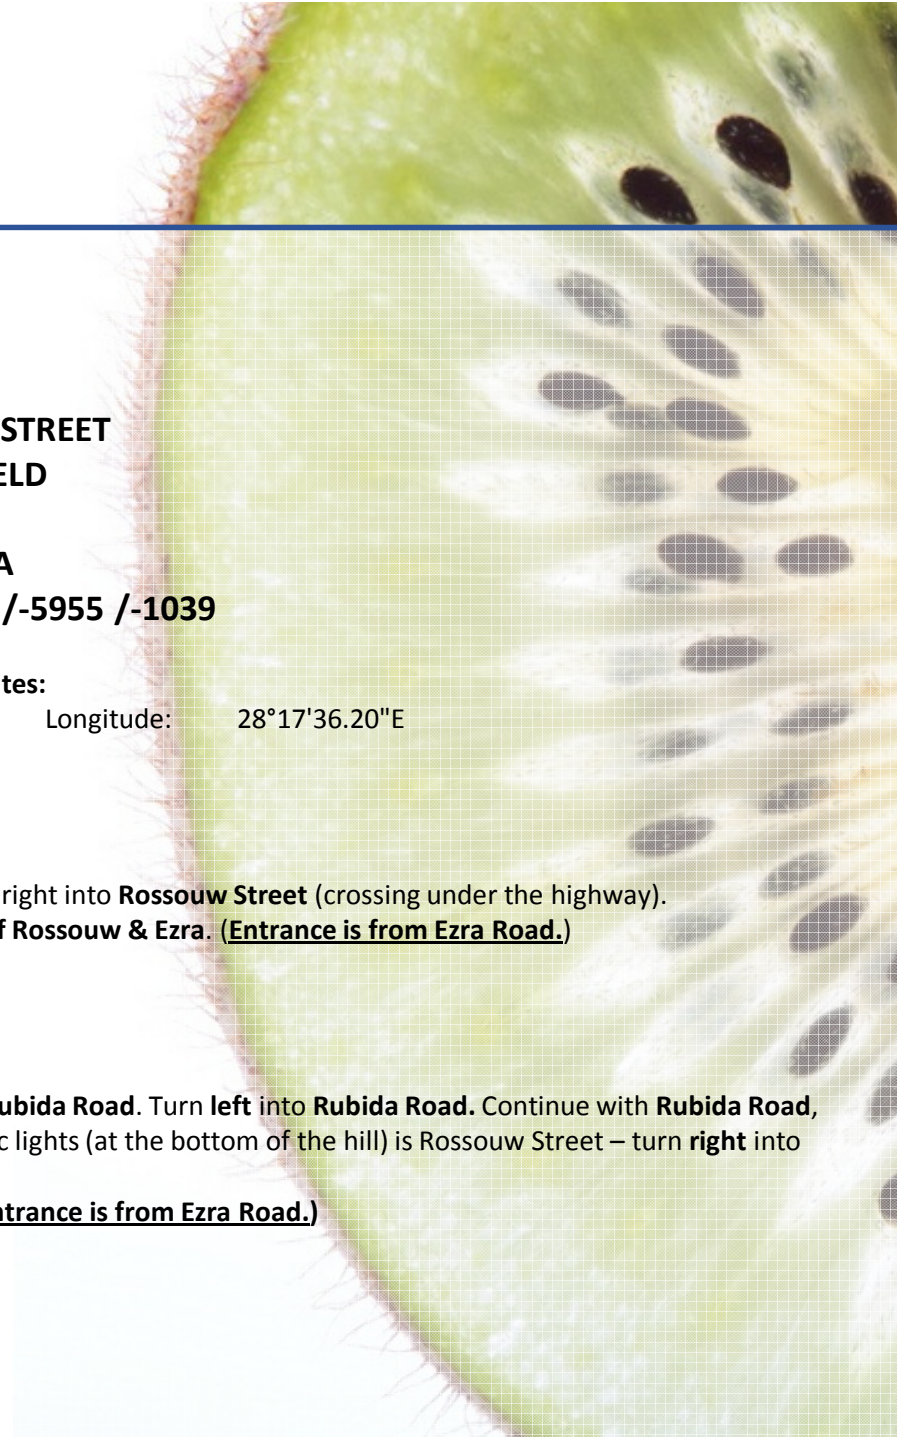 STREET
ELD
A
/-5955 /-1039
tes:
Longitude: 28°17'36.20"E
right into Rossouw Street (crossing under the highway).
f Rossouw & Ezra. (Entrance is from Ezra Road.)
ubida Road. Turn left into Rubida Road. Continue with Rubida Road,
c lights (at the bottom of the hill) is Rossouw Street – turn right into
ntrance is from Ezra Road.)